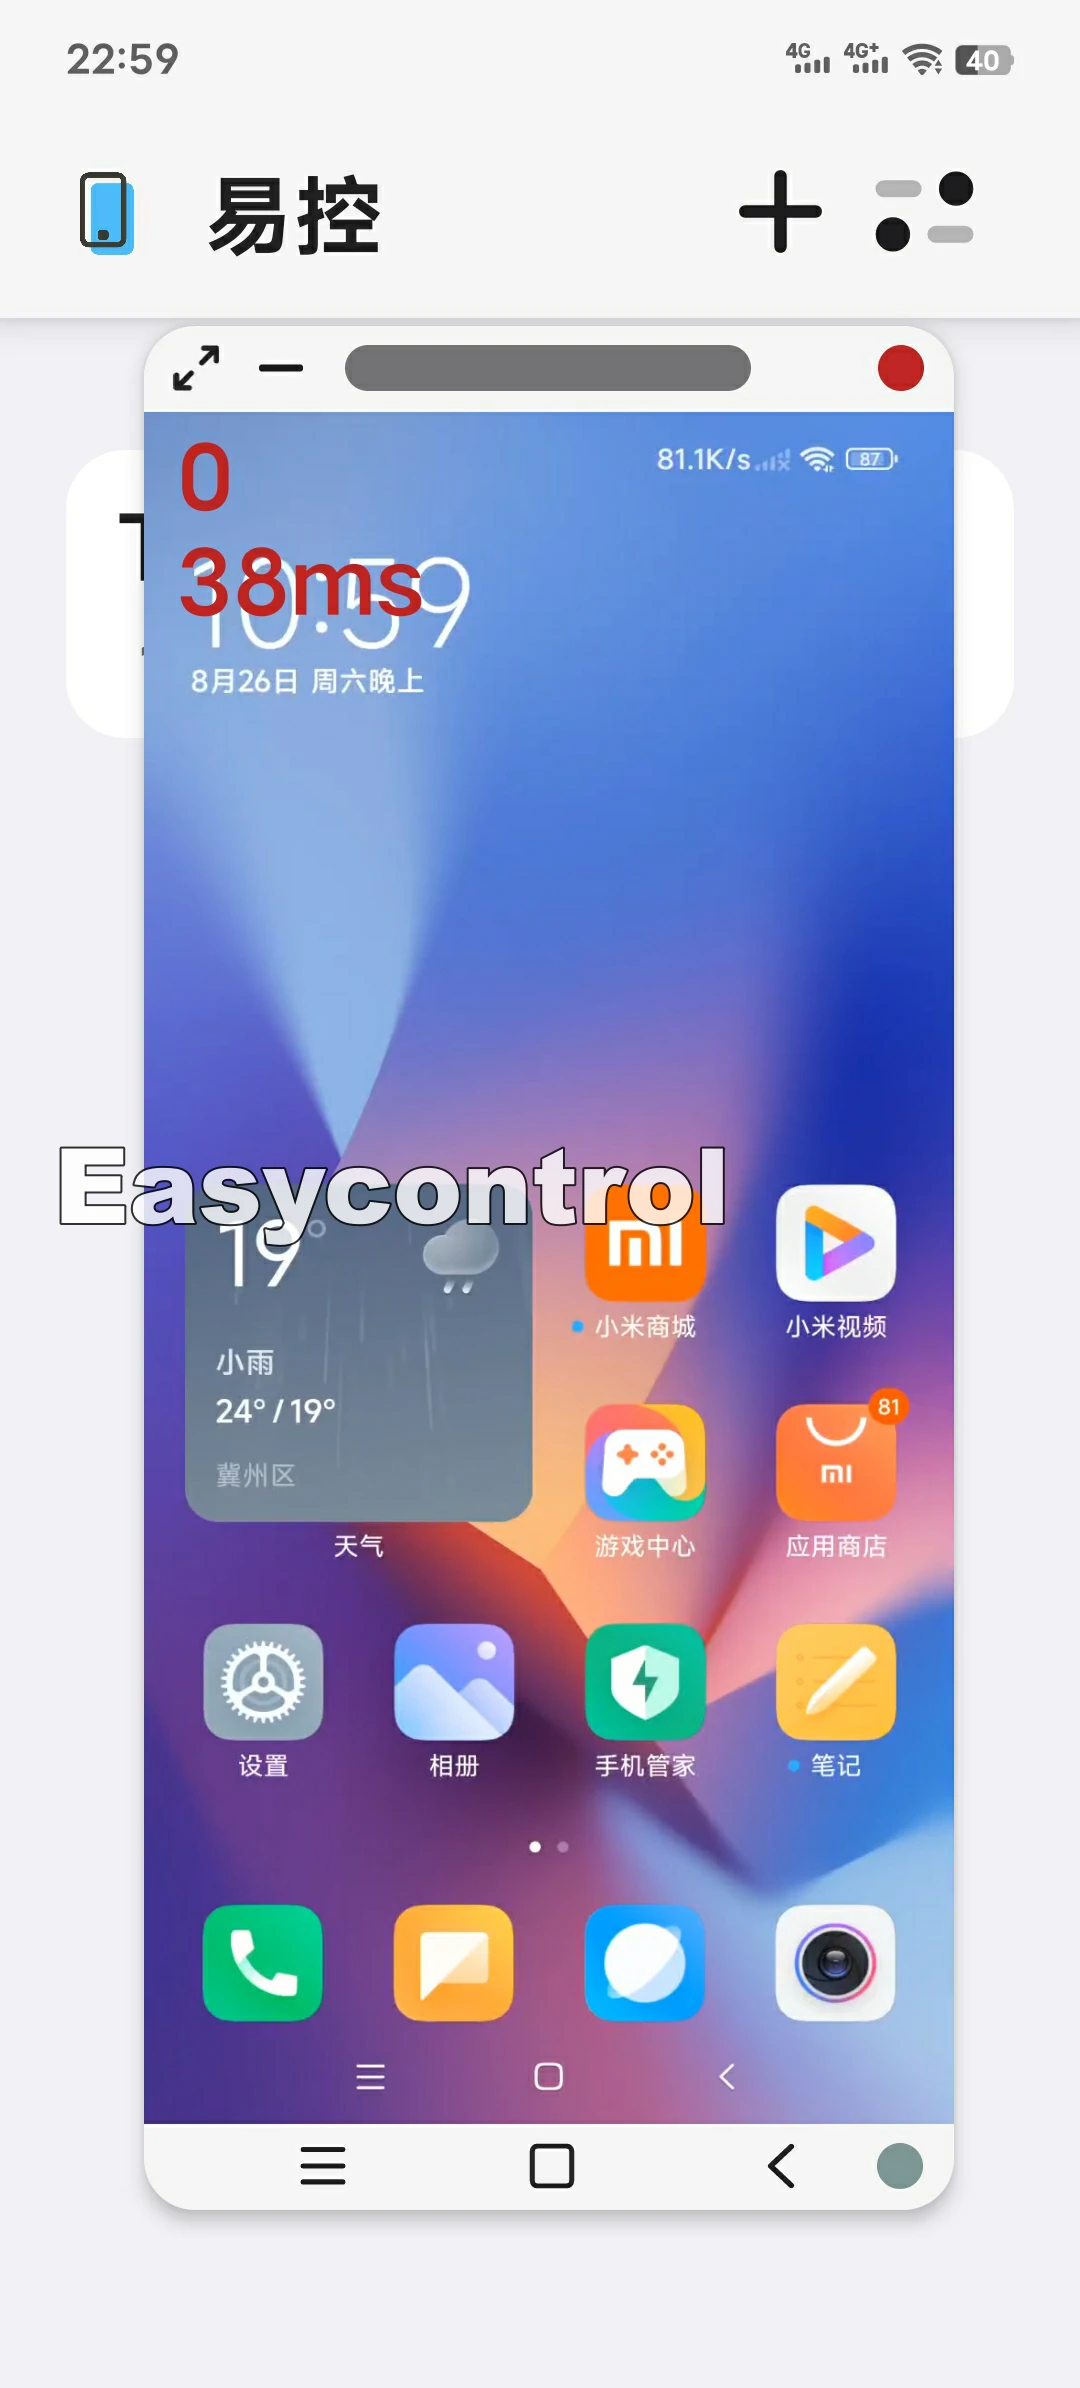 22:59
4G 4G+ 40
易控
0
81.1K/s 87
38ms
10:59
8月26日 周六晚上
Easycontrol
19°
小雨
24° / 19°
冀州区
天气
小米商城
小米视频
游戏中心
81
应用商店
设置
相册
手机管家
笔记